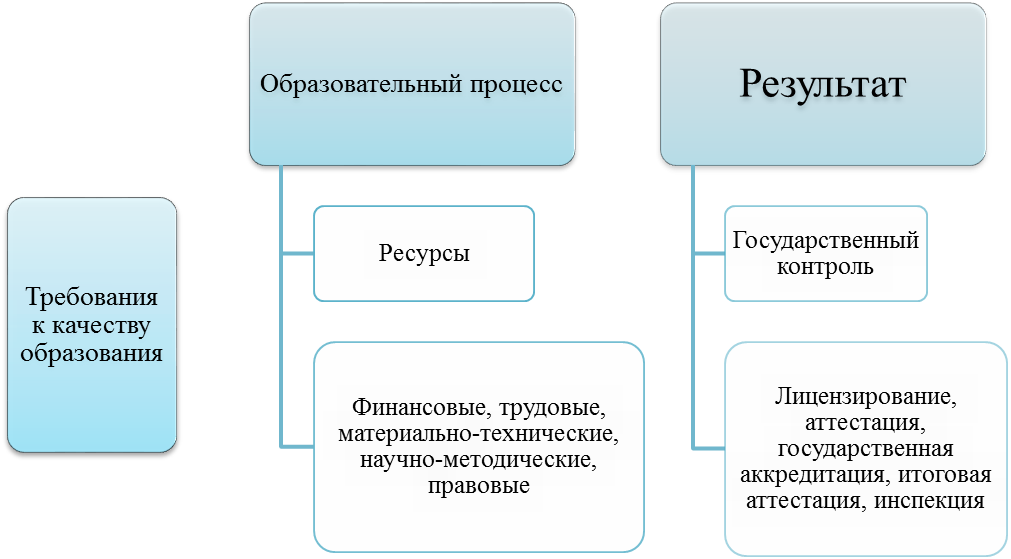 Требования
к качеству
образования
Образовательный процесс
Ресурсы
Финансовые, трудовые,
материально-технические,
научно-методические,
правовые
Результат
Государственный
контроль
Лицензирование,
аттестация,
государственная
аккредитация, итоговая
аттестация, инспекция